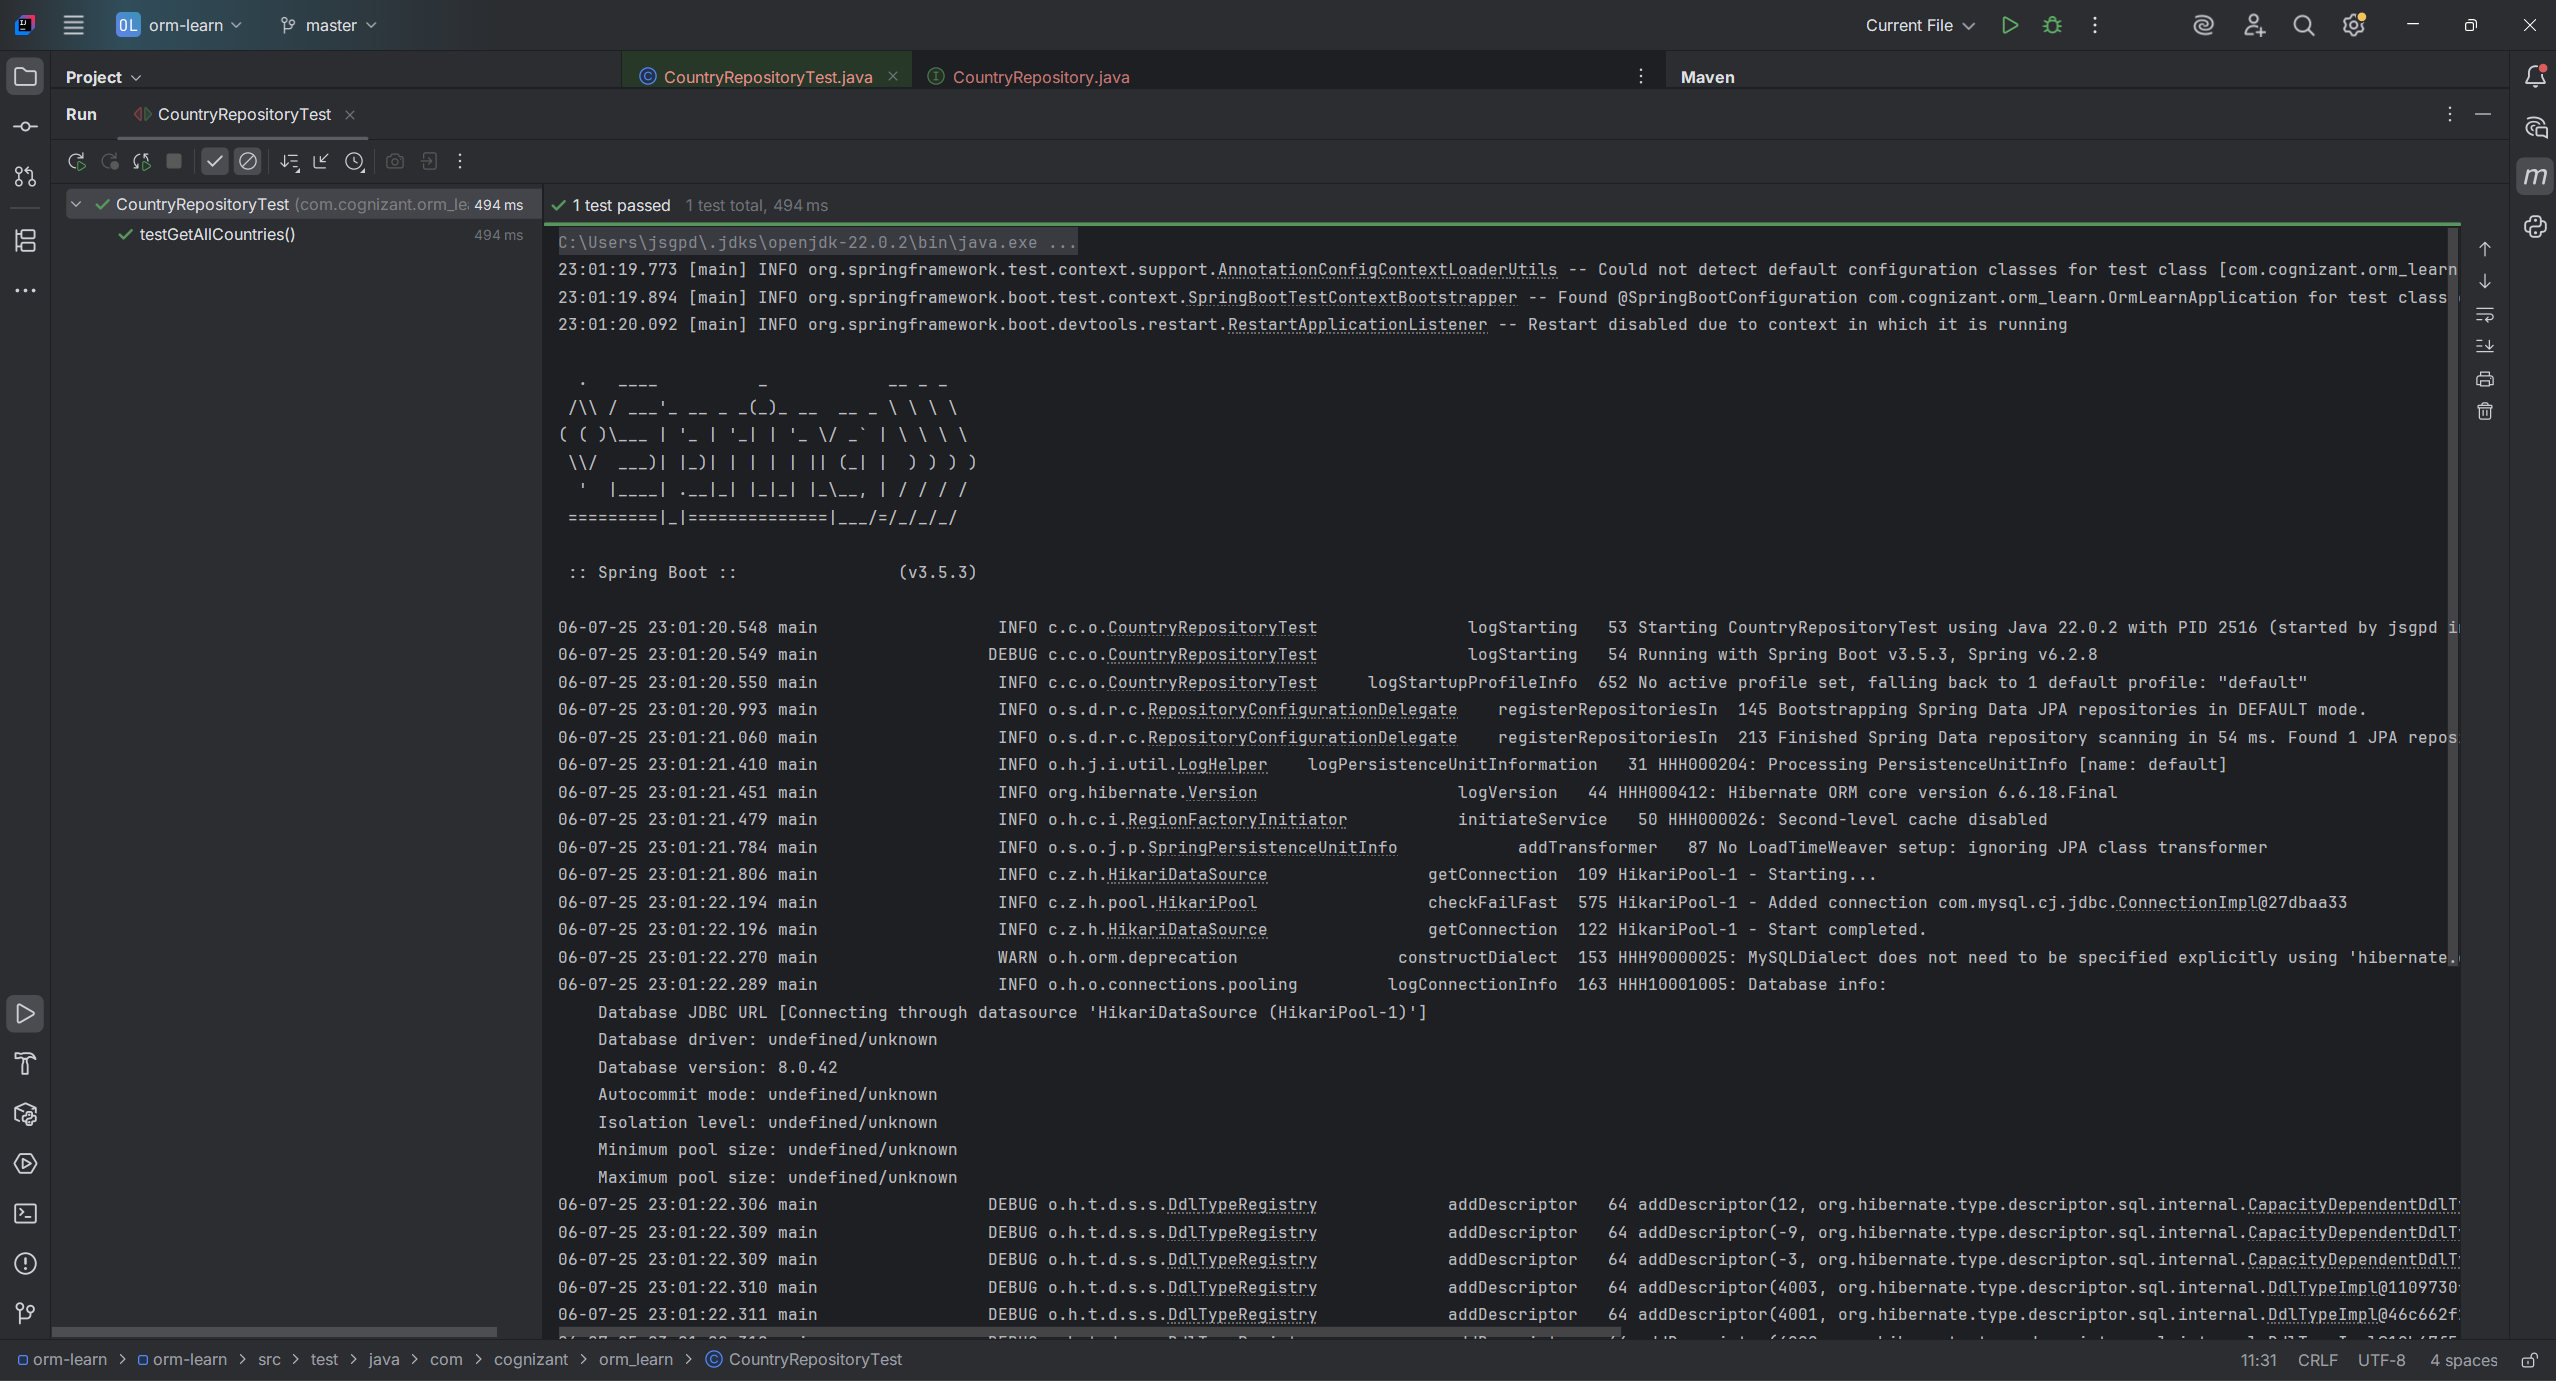 OL orm-learn master Current File
Project CountryRepositoryTest.java CountryRepository.java Maven
Run CountryRepositoryTest
CountryRepositoryTest (com.cognizant.orm_le 494 ms
testGetAllCountries() 494 ms
1 test passed 1 test total, 494 ms
C:\Users\jsgpd\.jdks\openjdk-22.0.2\bin\java.exe ...
23:01:19.773 [main] INFO org.springframework.test.context.support.AnnotationConfigContextLoaderUtils -- Could not detect default configuration classes for test class [com.cognizant.orm_learn
23:01:19.894 [main] INFO org.springframework.boot.test.context.SpringBootTestContextBootstrapper -- Found @SpringBootConfiguration com.cognizant.orm_learn.OrmLearnApplication for test class
23:01:20.092 [main] INFO org.springframework.boot.devtools.restart.RestartApplicationListener -- Restart disabled due to context in which it is running
  .   ____          _            __ _ _
 /\\ / ___'_ __ _ _(_)_ __  __ _ \ \ \ \
( ( )\___ | '_ | '_| | '_ \/ _` | \ \ \ \
 \\/  ___)| |_)| | | | | || (_| |  ) ) ) )
  '  |____| .__|_| |_|_| |_\__, | / / / /
 =========|_|==============|___/=/_/_/_/
:: Spring Boot :: (v3.5.3)
06-07-25 23:01:20.548 main INFO c.c.o.CountryRepositoryTest logStarting 53 Starting CountryRepositoryTest using Java 22.0.2 with PID 2516 (started by jsgpd i
06-07-25 23:01:20.549 main DEBUG c.c.o.CountryRepositoryTest logStarting 54 Running with Spring Boot v3.5.3, Spring v6.2.8
06-07-25 23:01:20.550 main INFO c.c.o.CountryRepositoryTest logStartupProfileInfo 652 No active profile set, falling back to 1 default profile: "default"
06-07-25 23:01:20.993 main INFO o.s.d.r.c.RepositoryConfigurationDelegate registerRepositoriesIn 145 Bootstrapping Spring Data JPA repositories in DEFAULT mode.
06-07-25 23:01:21.060 main INFO o.s.d.r.c.RepositoryConfigurationDelegate registerRepositoriesIn 213 Finished Spring Data repository scanning in 54 ms. Found 1 JPA repos
06-07-25 23:01:21.410 main INFO o.h.j.i.util.LogHelper logPersistenceUnitInformation 31 HHH000204: Processing PersistenceUnitInfo [name: default]
06-07-25 23:01:21.451 main INFO org.hibernate.Version logVersion 44 HHH000412: Hibernate ORM core version 6.6.18.Final
06-07-25 23:01:21.479 main INFO o.h.c.i.RegionFactoryInitiator initiateService 50 HHH000026: Second-level cache disabled
06-07-25 23:01:21.784 main INFO o.s.o.j.p.SpringPersistenceUnitInfo addTransformer 87 No LoadTimeWeaver setup: ignoring JPA class transformer
06-07-25 23:01:21.806 main INFO c.z.h.HikariDataSource getConnection 109 HikariPool-1 - Starting...
06-07-25 23:01:22.194 main INFO c.z.h.pool.HikariPool checkFailFast 575 HikariPool-1 - Added connection com.mysql.cj.jdbc.ConnectionImpl@27dbaa33
06-07-25 23:01:22.196 main INFO c.z.h.HikariDataSource getConnection 122 HikariPool-1 - Start completed.
06-07-25 23:01:22.270 main WARN o.h.orm.deprecation constructDialect 153 HHH90000025: MySQLDialect does not need to be specified explicitly using 'hibernate.
06-07-25 23:01:22.289 main INFO o.h.o.connections.pooling logConnectionInfo 163 HHH10001005: Database info:
Database JDBC URL [Connecting through datasource 'HikariDataSource (HikariPool-1)']
Database driver: undefined/unknown
Database version: 8.0.42
Autocommit mode: undefined/unknown
Isolation level: undefined/unknown
Minimum pool size: undefined/unknown
Maximum pool size: undefined/unknown
06-07-25 23:01:22.306 main DEBUG o.h.t.d.s.s.DdlTypeRegistry addDescriptor 64 addDescriptor(12, org.hibernate.type.descriptor.sql.internal.CapacityDependentDdlT
06-07-25 23:01:22.309 main DEBUG o.h.t.d.s.s.DdlTypeRegistry addDescriptor 64 addDescriptor(-9, org.hibernate.type.descriptor.sql.internal.CapacityDependentDdlT
06-07-25 23:01:22.309 main DEBUG o.h.t.d.s.s.DdlTypeRegistry addDescriptor 64 addDescriptor(-3, org.hibernate.type.descriptor.sql.internal.CapacityDependentDdlT
06-07-25 23:01:22.310 main DEBUG o.h.t.d.s.s.DdlTypeRegistry addDescriptor 64 addDescriptor(4003, org.hibernate.type.descriptor.sql.internal.DdlTypeImpl@1109730
06-07-25 23:01:22.311 main DEBUG o.h.t.d.s.s.DdlTypeRegistry addDescriptor 64 addDescriptor(4001, org.hibernate.type.descriptor.sql.internal.DdlTypeImpl@46c662f
orm-learn > orm-learn > src > test > java > com > cognizant > orm_learn > CountryRepositoryTest 11:31 CRLF UTF-8 4 spaces